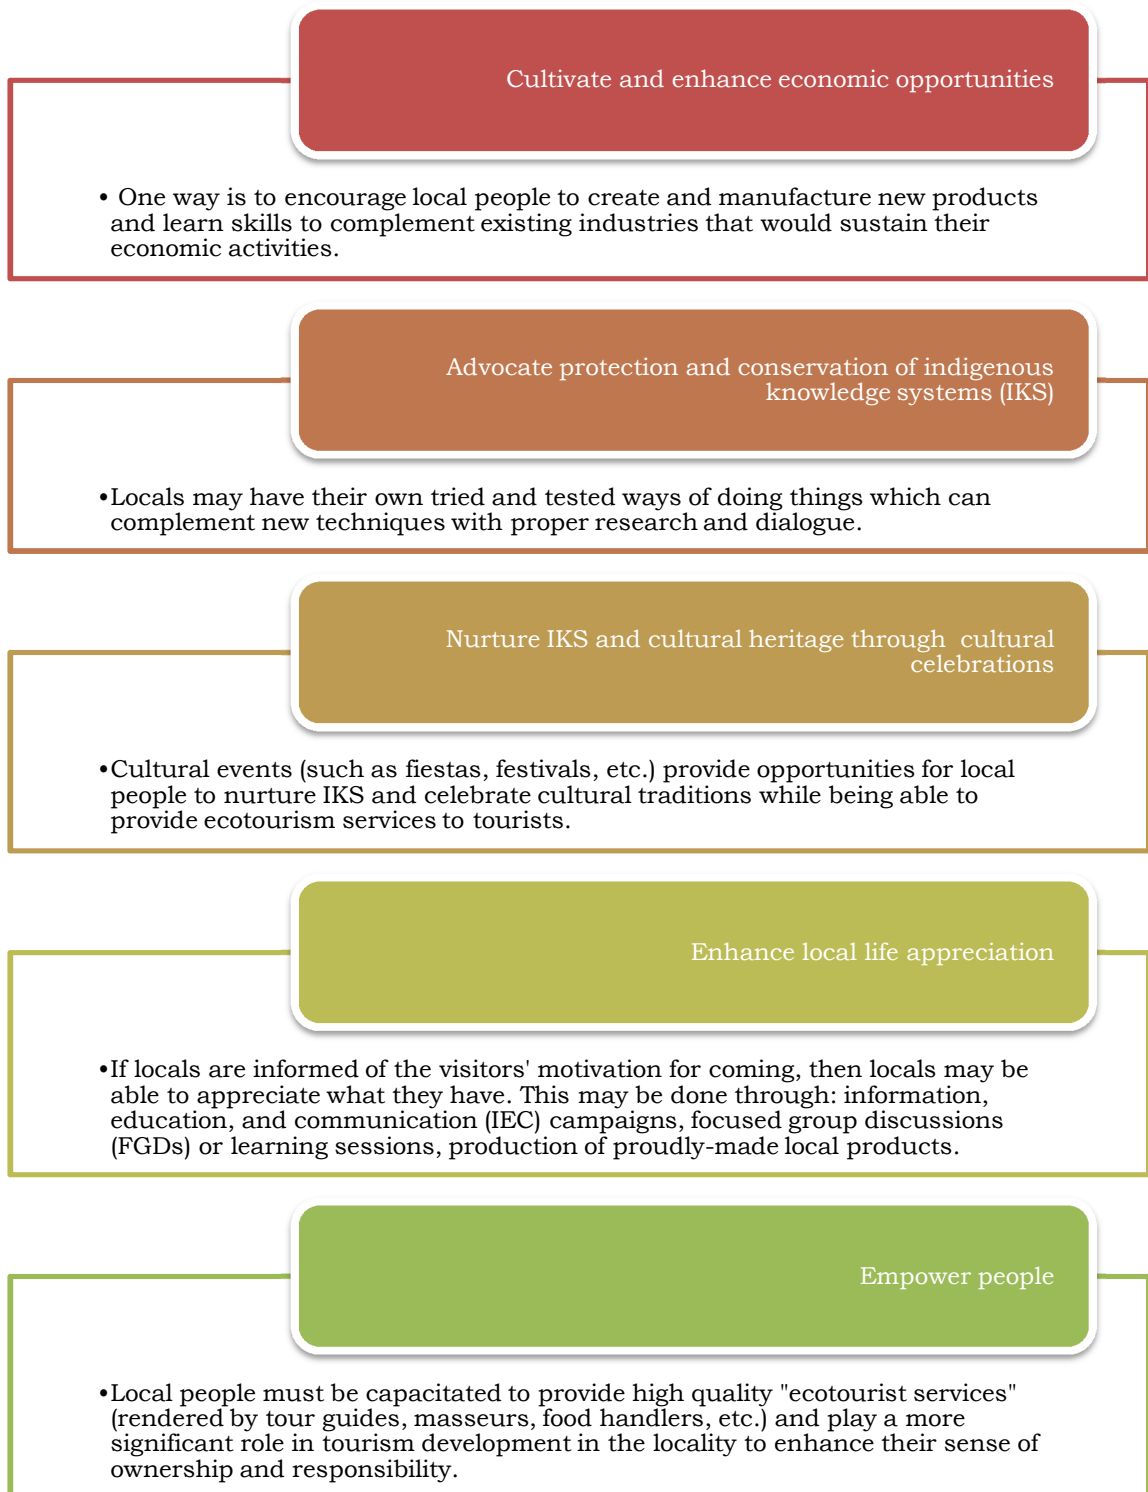 Cultivate and enhance economic opportunities
• One way is to encourage local people to create and manufacture new products
and learn skills to complement existing industries that would sustain their
economic activities.
Advocate protection and conservation of indigenous
knowledge systems (IKS)
•Locals may have their own tried and tested ways of doing things which can
complement new techniques with proper research and dialogue.
Nurture IKS and cultural heritage through cultural
celebrations
•Cultural events (such as fiestas, festivals, etc.) provide opportunities for local
people to nurture IKS and celebrate cultural traditions while being able to
provide ecotourism services to tourists.
Enhance local life appreciation
•If locals are informed of the visitors' motivation for coming, then locals may be
able to appreciate what they have. This may be done through: information,
education, and communication (IEC) campaigns, focused group discussions
(FGDs) or learning sessions, production of proudly-made local products.
Empower people
•Local people must be capacitated to provide high quality "ecotourist services"
(rendered by tour guides, masseurs, food handlers, etc.) and play a more
significant role in tourism development in the locality to enhance their sense of
ownership and responsibility.